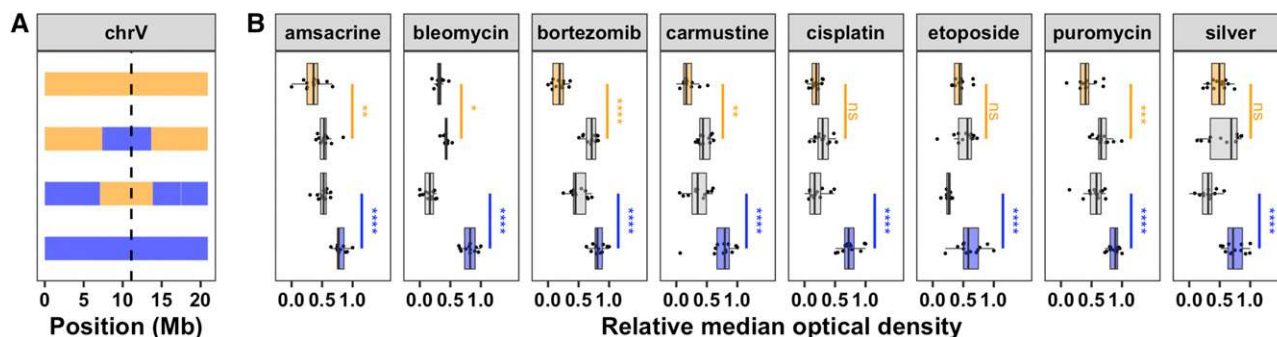 A
chrV
0 5 10 15 20
Position (Mb)
B
amsacrine bleomycin bortezomib carmustine cisplatin etoposide puromycin silver
** * **** ** ns ns *** ns
**** **** **** **** **** **** **** ****
0.0 0.5 1.0 0.0 0.5 1.0 0.0 0.5 1.0 0.0 0.5 1.0 0.0 0.5 1.0 0.0 0.5 1.0 0.0 0.5 1.0 0.0 0.5 1.0
Relative median optical density